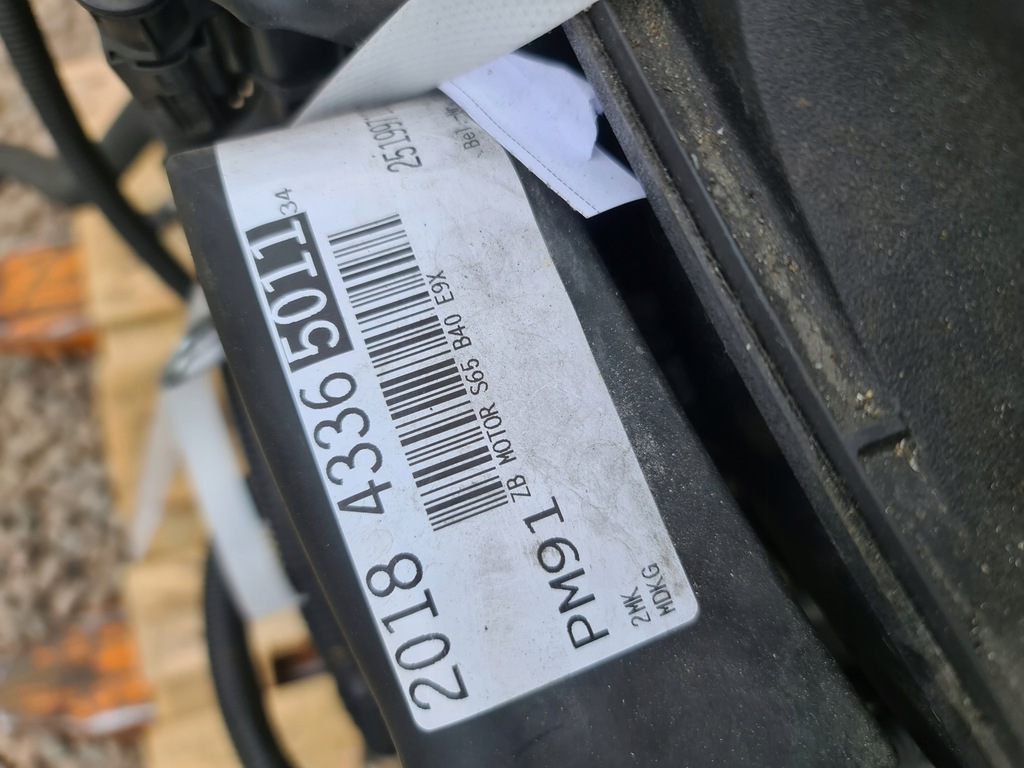 2018 4336 5011 34
251997
PM91
ZB MOTOR S65 B40 E9X
2MK
MDKG